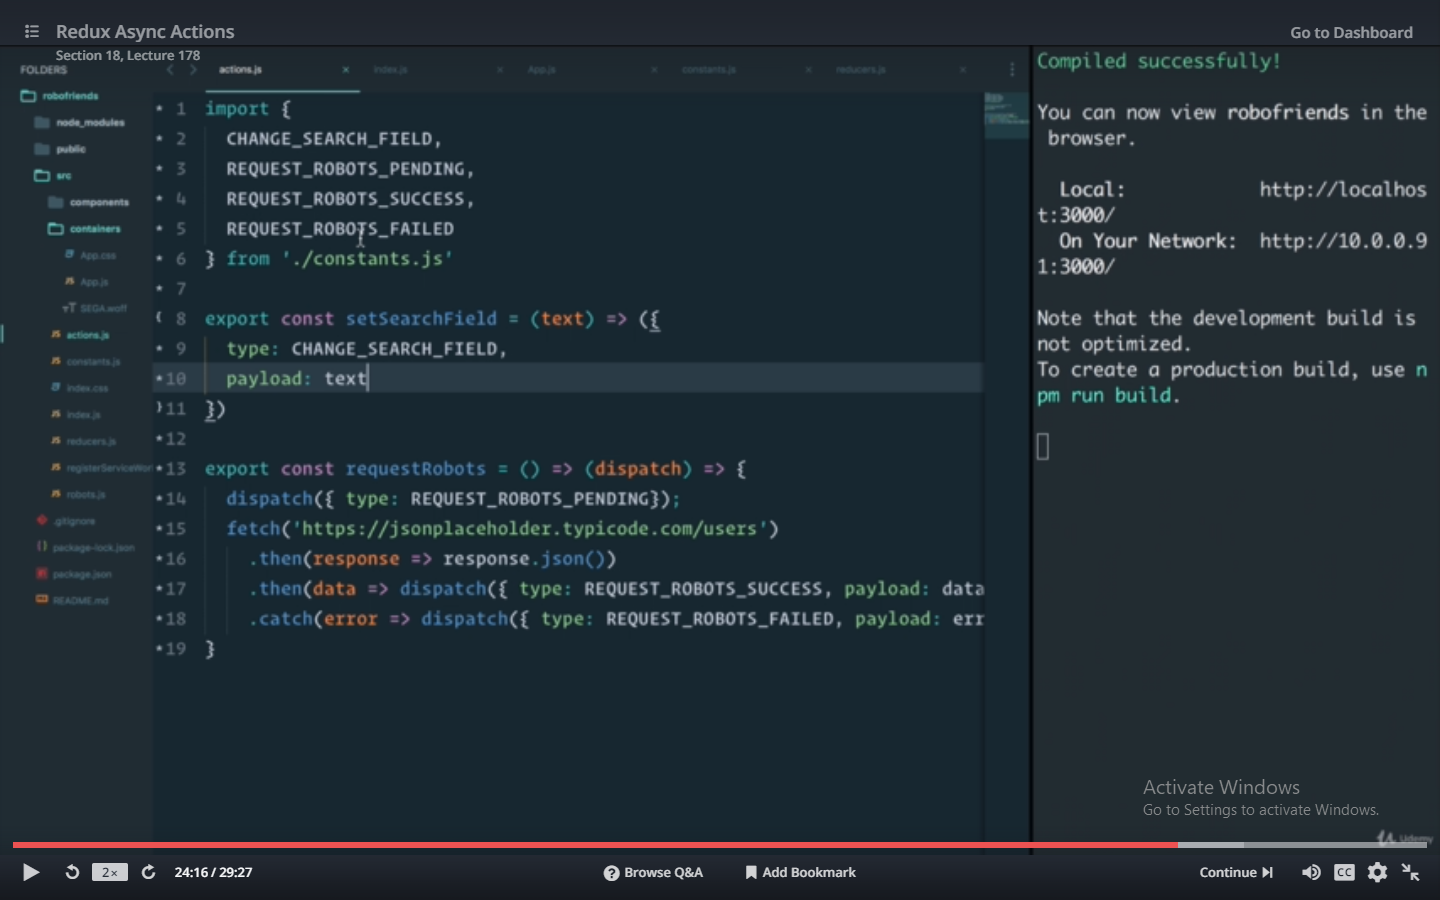 Redux Async Actions
Go to Dashboard
Section 18, Lecture 178
FOLDERS
robofriends
node_modules
public
src
components
containers
App.css
App.js
SEGA.woff
actions.js
constants.js
index.css
index.js
reducers.js
registerServiceWor
robots.js
.gitignore
package-lock.json
package.json
README.md
actions.js × index.js × App.js × constants.js × reducers.js ×
1 import {
2 CHANGE_SEARCH_FIELD,
3 REQUEST_ROBOTS_PENDING,
4 REQUEST_ROBOTS_SUCCESS,
5 REQUEST_ROBOTS_FAILED
6 } from './constants.js'
7
8 export const setSearchField = (text) => ({
9 type: CHANGE_SEARCH_FIELD,
10 payload: text
11 })
12
13 export const requestRobots = () => (dispatch) => {
14 dispatch({ type: REQUEST_ROBOTS_PENDING});
15 fetch('https://jsonplaceholder.typicode.com/users')
16 .then(response => response.json())
17 .then(data => dispatch({ type: REQUEST_ROBOTS_SUCCESS, payload: data
18 .catch(error => dispatch({ type: REQUEST_ROBOTS_FAILED, payload: err
19 }
Compiled successfully!
You can now view robofriends in the
browser.
Local: http://localhos
t:3000/
On Your Network: http://10.0.0.9
1:3000/
Note that the development build is
not optimized.
To create a production build, use n
pm run build.
Activate Windows
Go to Settings to activate Windows.
Udemy
2×
24:16 / 29:27
Browse Q&A
Add Bookmark
Continue
CC